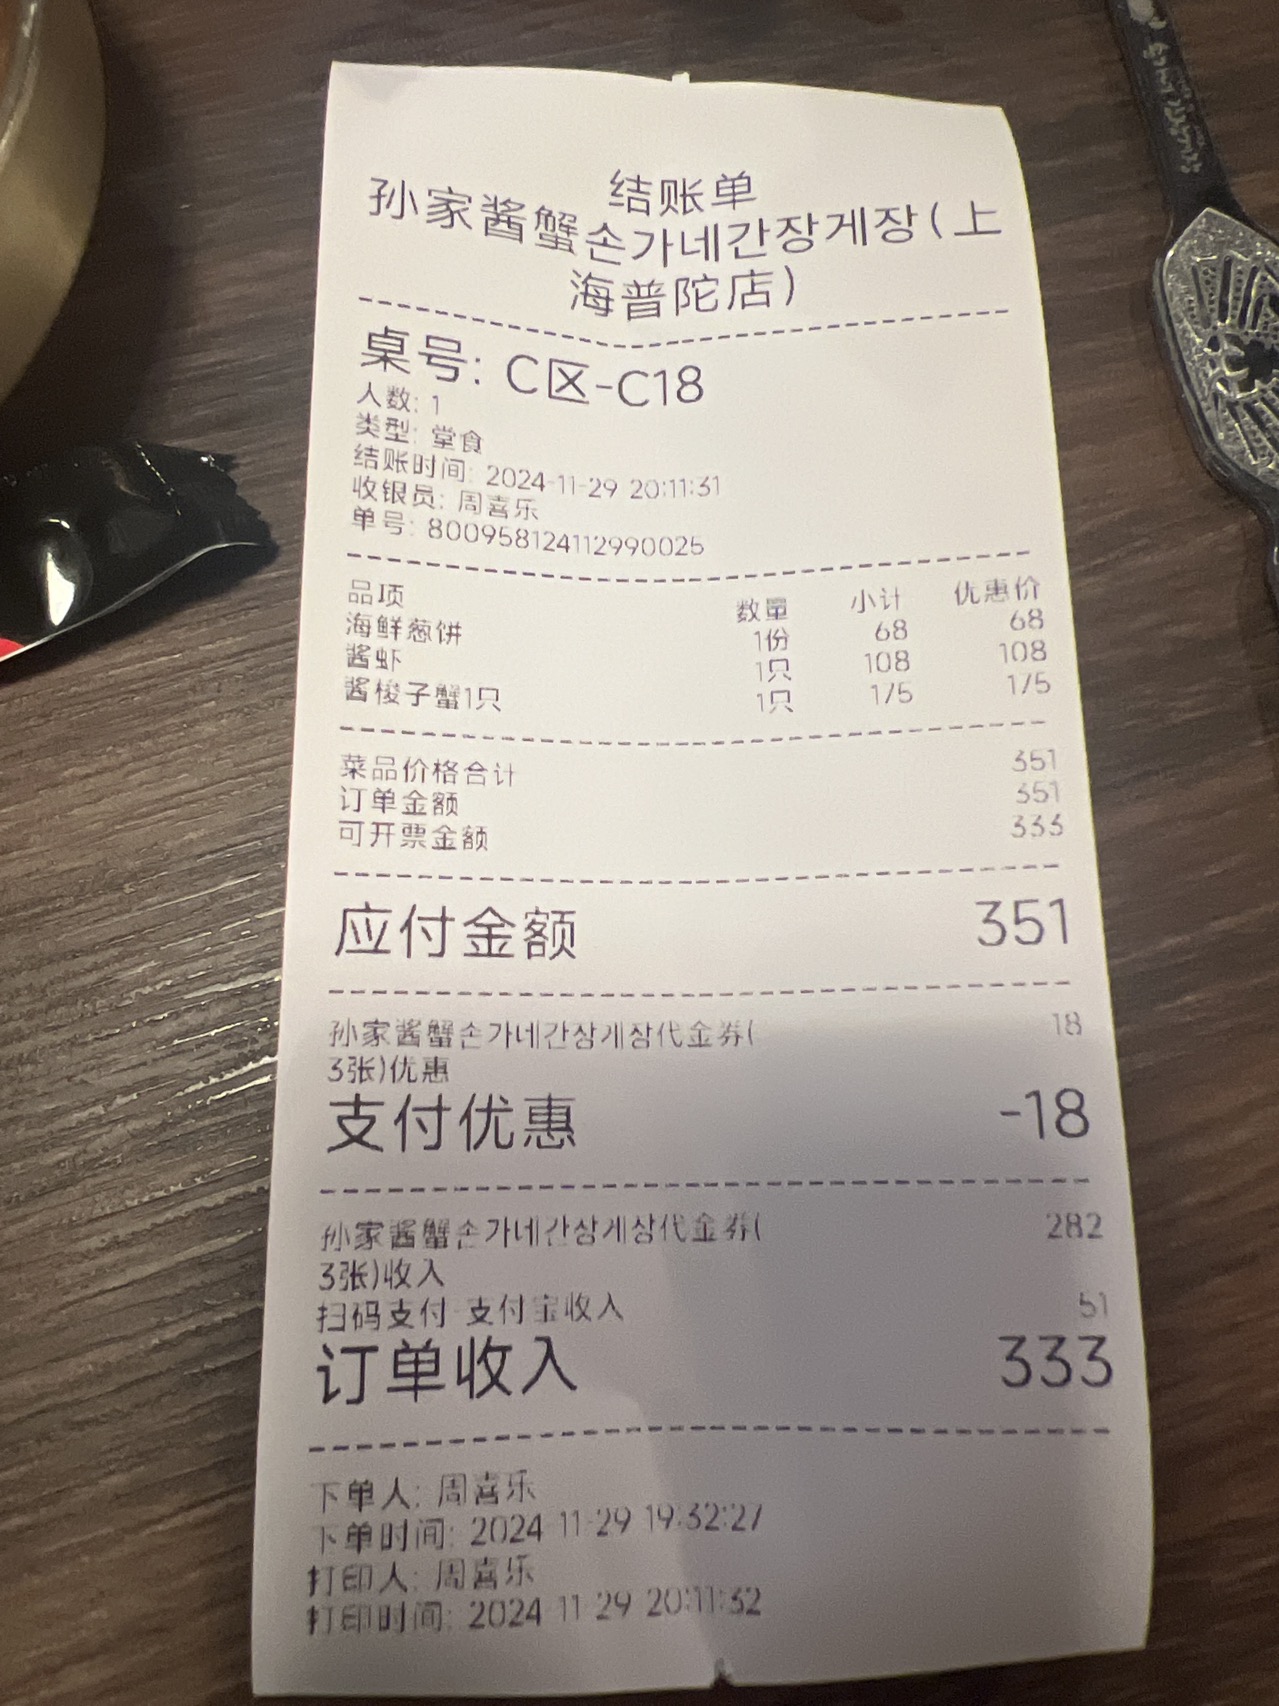 结账单
孙家酱蟹손가네간장게장(上
海普陀店)
桌号: C区-C18
人数: 1
类型: 堂食
结账时间: 2024-11-29 20:11:31
收银员: 周喜乐
单号: 800958124112990025
品项 数量 小计 优惠价
海鲜葱饼 1份 68 68
酱虾 1只 108 108
酱梭子蟹1只 1只 175 175
菜品价格合计 351
订单金额 351
可开票金额 333
应付金额 351
孙家酱蟹손가네간장게장代金券( 18
3张)优惠
支付优惠 -18
孙家酱蟹손가네간장게장代金券( 282
3张)收入
扫码支付-支付宝收入 51
订单收入 333
下单人: 周喜乐
下单时间: 2024-11-29 19:32:27
打印人: 周喜乐
打印时间: 2024-11-29 20:11:32